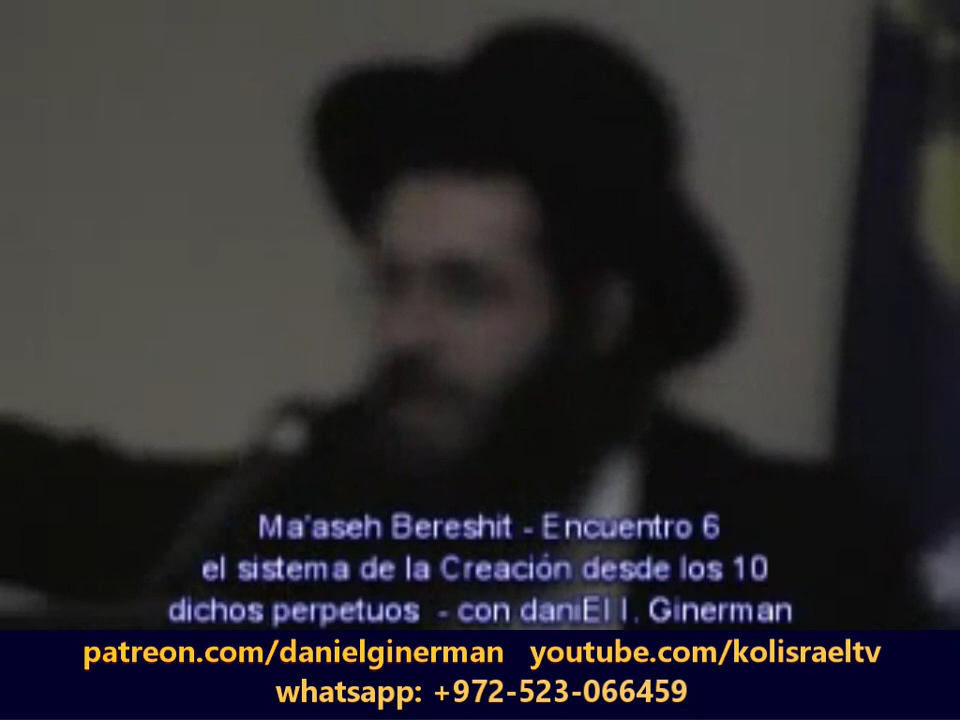 Ma'aseh Bereshit - Encuentro 6
el sistema de la Creación desde los 10
dichos perpetuos - con daniEl I. Ginerman
patreon.com/danielginerman youtube.com/kolisraeltv
whatsapp: +972-523-066459